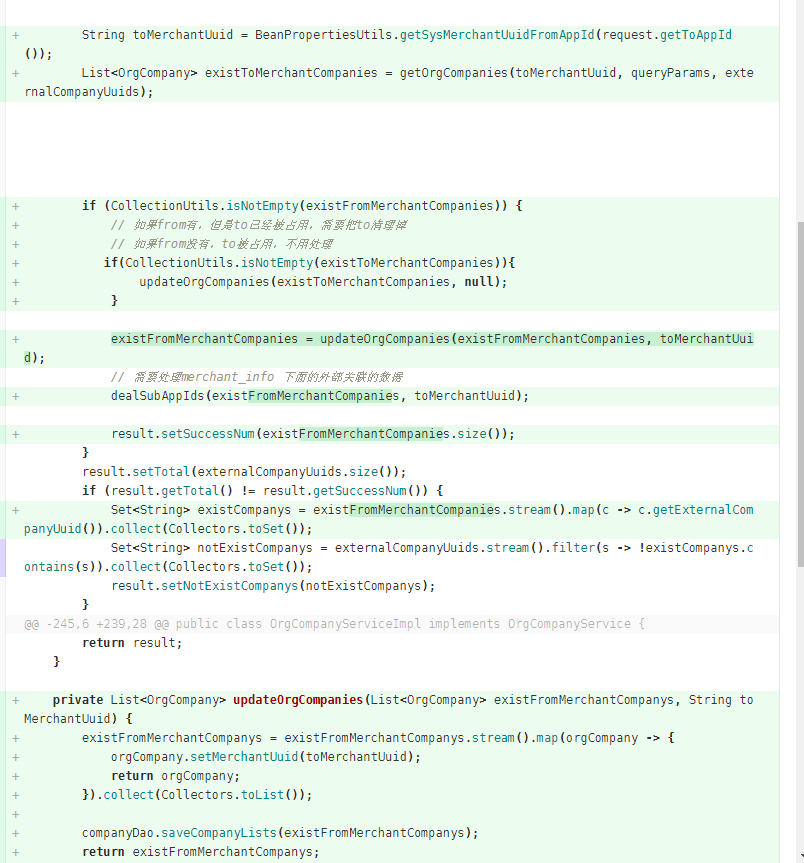 + String toMerchantUuid = BeanPropertiesUtils.getSysMerchantUuidFromAppId(request.getToAppId
());
+ List<OrgCompany> existToMerchantCompanies = getOrgCompanies(toMerchantUuid, queryParams, exte
rnalCompanyUuids);
+ if (CollectionUtils.isNotEmpty(existFromMerchantCompanies)) {
+ // 如果from有，但是to已经被占用，需要把to清理掉
+ // 如果from没有，to被占用，不用处理
+ if(CollectionUtils.isNotEmpty(existToMerchantCompanies)){
+ updateOrgCompanies(existToMerchantCompanies, null);
+ }
+ existFromMerchantCompanies = updateOrgCompanies(existFromMerchantCompanies, toMerchantUui
d);
// 需要处理merchant_info 下面的外部关联的数据
+ dealSubAppIds(existFromMerchantCompanies, toMerchantUuid);
+ result.setSuccessNum(existFromMerchantCompanies.size());
}
result.setTotal(externalCompanyUuids.size());
if (result.getTotal() != result.getSuccessNum()) {
+ Set<String> existCompanys = existFromMerchantCompanies.stream().map(c -> c.getExternalCom
panyUuid()).collect(Collectors.toSet());
Set<String> notExistCompanys = externalCompanyUuids.stream().filter(s -> !existCompanys.c
ontains(s)).collect(Collectors.toSet());
result.setNotExistCompanys(notExistCompanys);
}
@@ -245,6 +239,28 @@ public class OrgCompanyServiceImpl implements OrgCompanyService {
return result;
}
+ private List<OrgCompany> updateOrgCompanies(List<OrgCompany> existFromMerchantCompanys, String to
MerchantUuid) {
+ existFromMerchantCompanys = existFromMerchantCompanys.stream().map(orgCompany -> {
+ orgCompany.setMerchantUuid(toMerchantUuid);
+ return orgCompany;
+ }).collect(Collectors.toList());
+
+ companyDao.saveCompanyLists(existFromMerchantCompanys);
+ return existFromMerchantCompanys;